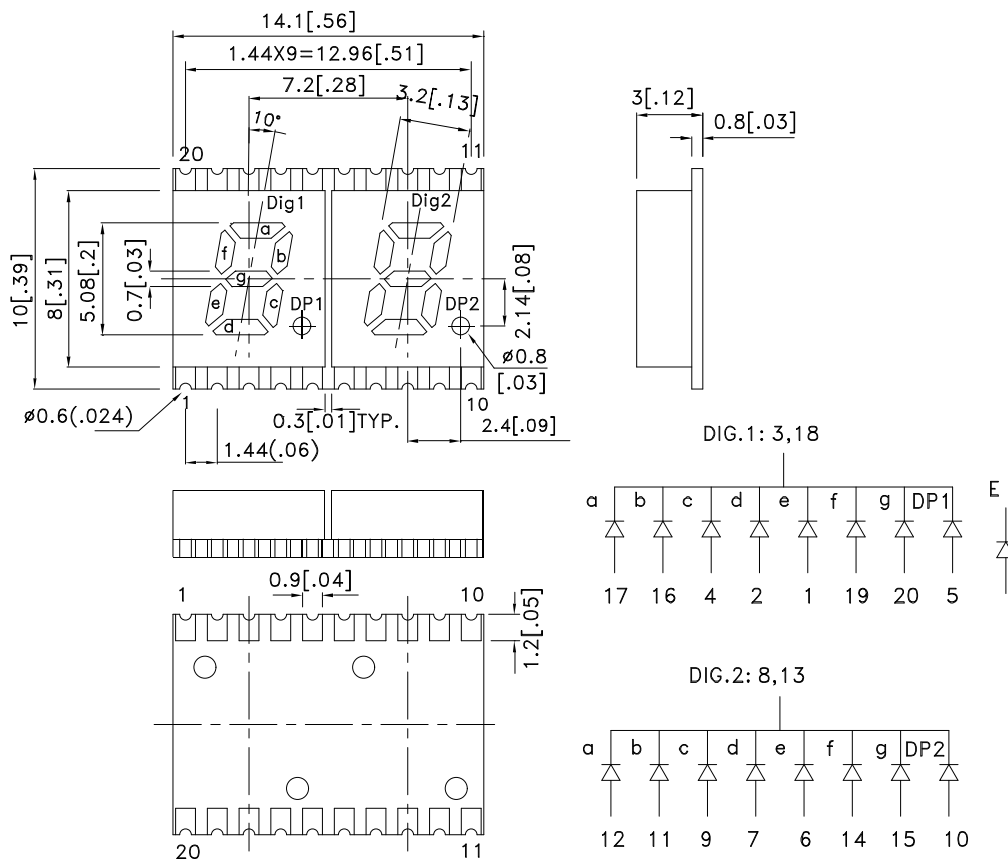 14.1[.56]
1.44X9=12.96[.51]
7.2[.28]
3.2[.13]
10°
20
11
Dig1
Dig2
a
f
b
g
e
c
d
DP1
DP2
10[.39]
8[.31]
5.08[.2]
0.7[.03]
2.14[.08]
ø0.8
[.03]
1
10
ø0.6(.024)
0.3[.01]TYP.
2.4[.09]
1.44(.06)
3[.12]
0.8[.03]
1
0.9[.04]
10
1.2[.05]
20
11
DIG.1: 3,18
a b c d e f g DP1
17 16 4 2 1 19 20 5
E
DIG.2: 8,13
a b c d e f g DP2
12 11 9 7 6 14 15 10